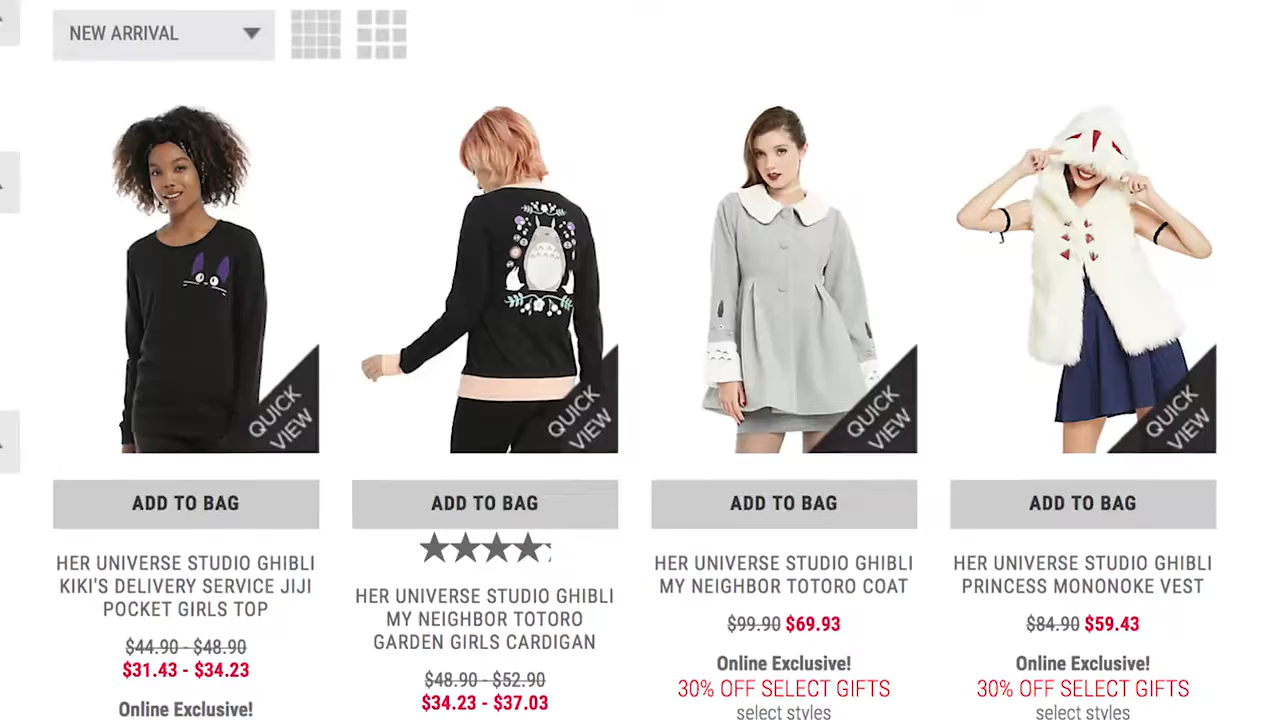 NEW ARRIVAL
QUICK VIEW
QUICK VIEW
QUICK VIEW
QUICK VIEW
ADD TO BAG
ADD TO BAG
ADD TO BAG
ADD TO BAG
HER UNIVERSE STUDIO GHIBLI
KIKI'S DELIVERY SERVICE JIJI
POCKET GIRLS TOP
$44.90 - $48.90
$31.43 - $34.23
Online Exclusive!
HER UNIVERSE STUDIO GHIBLI
MY NEIGHBOR TOTORO
GARDEN GIRLS CARDIGAN
$48.90 - $52.90
$34.23 - $37.03
HER UNIVERSE STUDIO GHIBLI
MY NEIGHBOR TOTORO COAT
$99.90 $69.93
Online Exclusive!
30% OFF SELECT GIFTS
select styles
HER UNIVERSE STUDIO GHIBLI
PRINCESS MONONOKE VEST
$84.90 $59.43
Online Exclusive!
30% OFF SELECT GIFTS
select styles